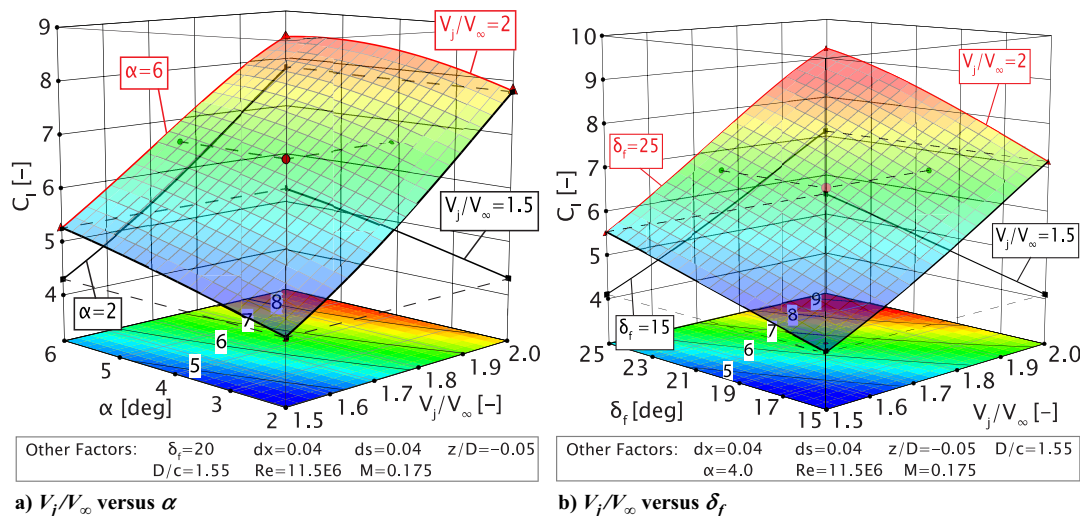 9
8
7
6
5
4
C_l [−]
α=6
V_j/V_∞=2
V_j/V_∞=1.5
α=2
8
7
6
5
6
5
4
3
2
α [deg]
1.5
1.6
1.7
1.8
1.9
2.0
V_j/V_∞ [−]
Other Factors: δ_f=20 dx=0.04 ds=0.04 z/D=−0.05
D/c=1.55 Re=11.5E6 M=0.175
a) V_j/V_∞ versus α
10
9
8
7
6
5
4
C_l [−]
V_j/V_∞=2
δ_f=25
V_j/V_∞=1.5
δ_f=15
9
8
7
6
5
25
23
21
19
17
15
δ_f [deg]
1.5
1.6
1.7
1.8
1.9
2.0
V_j/V_∞ [−]
Other Factors: dx=0.04 ds=0.04 z/D=−0.05 D/c=1.55
α=4.0 Re=11.5E6 M=0.175
b) V_j/V_∞ versus δ_f